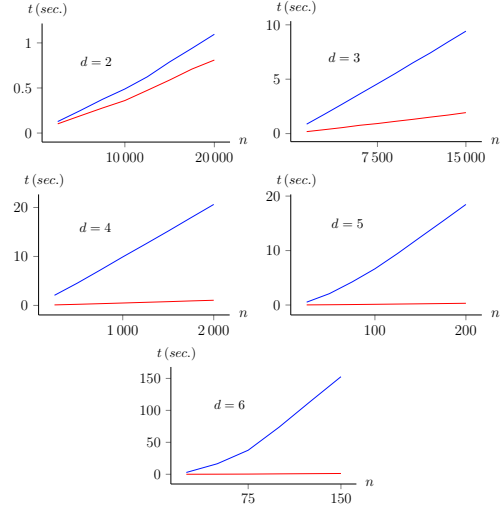 t (sec.)
1
0.5
0
d = 2
10 000
20 000
n
t (sec.)
10
5
0
d = 3
7 500
15 000
n
t (sec.)
20
10
0
d = 4
1 000
2 000
n
t (sec.)
20
10
0
d = 5
100
200
n
t (sec.)
150
100
50
0
d = 6
75
150
n